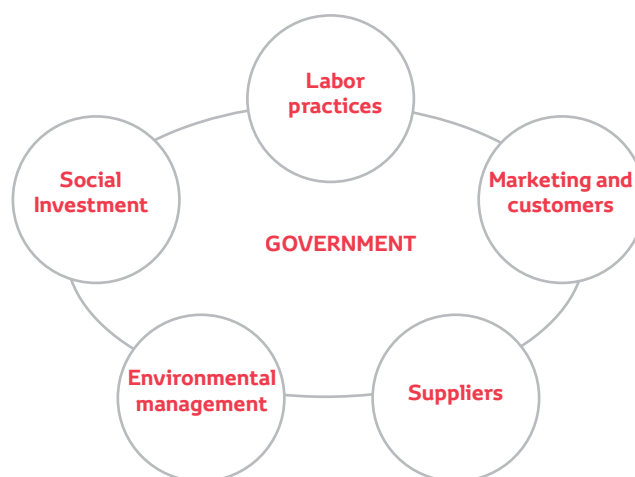 Labor
practices
Social
Investment
Marketing and
customers
GOVERNMENT
Environmental
management
Suppliers